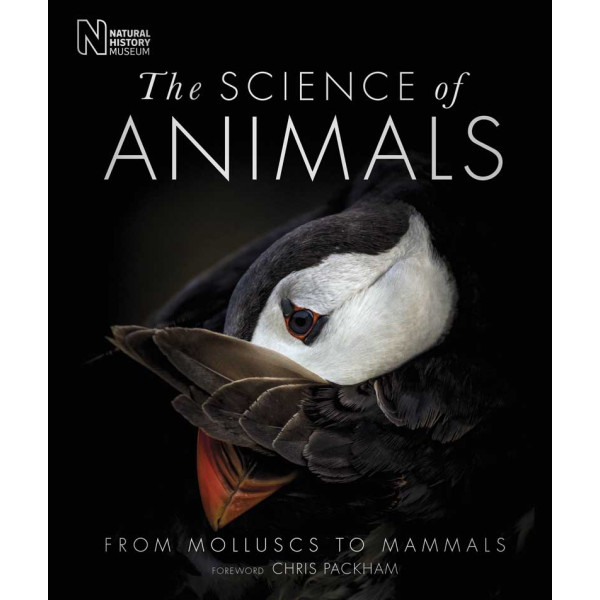 NATURAL
HISTORY
MUSEUM
The SCIENCE of
ANIMALS
FROM MOLLUSCS TO MAMMALS
FOREWORD CHRIS PACKHAM